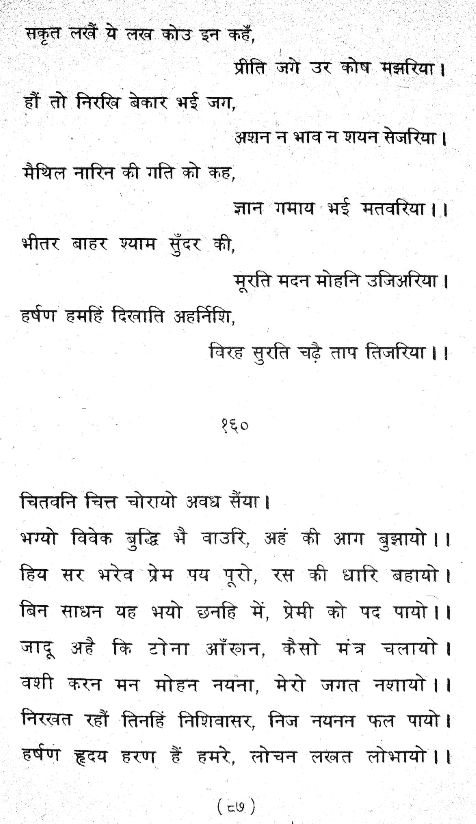 सकृत लखैं ये लख कोउ इन कहँ,
प्रीति जगे उर कोष मझरिया।
हौं तो निरखि बेकार भई जग,
अशन न भाव न शयन सेजरिया।
मैथिल नारिन की गति को कह,
ज्ञान गमाय भई मतवरिया।।
भीतर बाहर श्याम सुँदर की,
मूरति मदन मोहनि उजिअरिया।
हर्षण हमहिं दिखाति अहर्निशि,
विरह सुरति चढ़ै ताप तिजरिया।।
१६०
चितवनि चित्त चोरायो अवध सैंया।
भग्यो विवेक बुद्धि भै वाउरि, अहं की आग बुझायो।।
हिय सर भरेव प्रेम पय पूरो, रस की धारि बहायो।
बिन साधन यह भयो छनहि में, प्रेमी को पद पायो।।
जादू अहै कि टोना आँखन, कैसो मंत्र चलायो।
वशी करन मन मोहन नयना, मेरो जगत नशायो।।
निरखत रहौं तिनहिं निशिवासर, निज नयनन फल पायो।
हर्षण हृदय हरण हैं हमरे, लोचन लखत लोभायो।।
(८७)